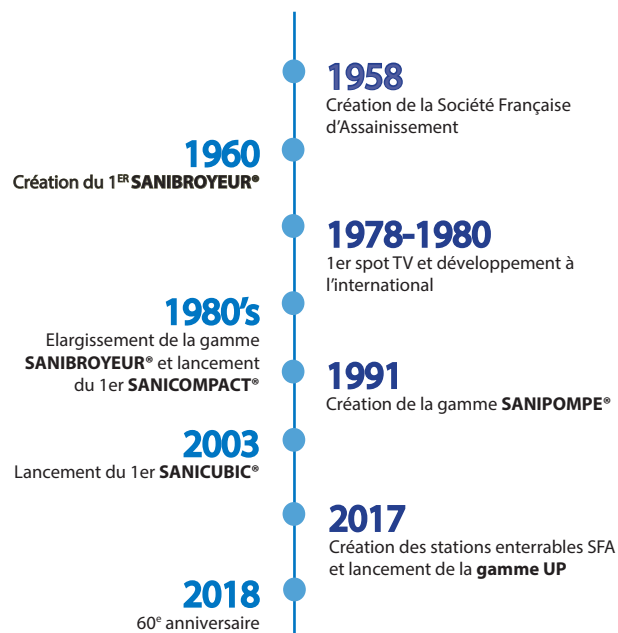 1958
Création de la Société Française
d’Assainissement
1960
Création du 1ER SANIBROYEUR®
1978-1980
1er spot TV et développement à
l’international
1980’s
Elargissement de la gamme
SANIBROYEUR® et lancement
du 1er SANICOMPACT®
1991
Création de la gamme SANIPOMPE®
2003
Lancement du 1er SANICUBIC®
2017
Création des stations enterrables SFA
et lancement de la gamme UP
2018
60e anniversaire